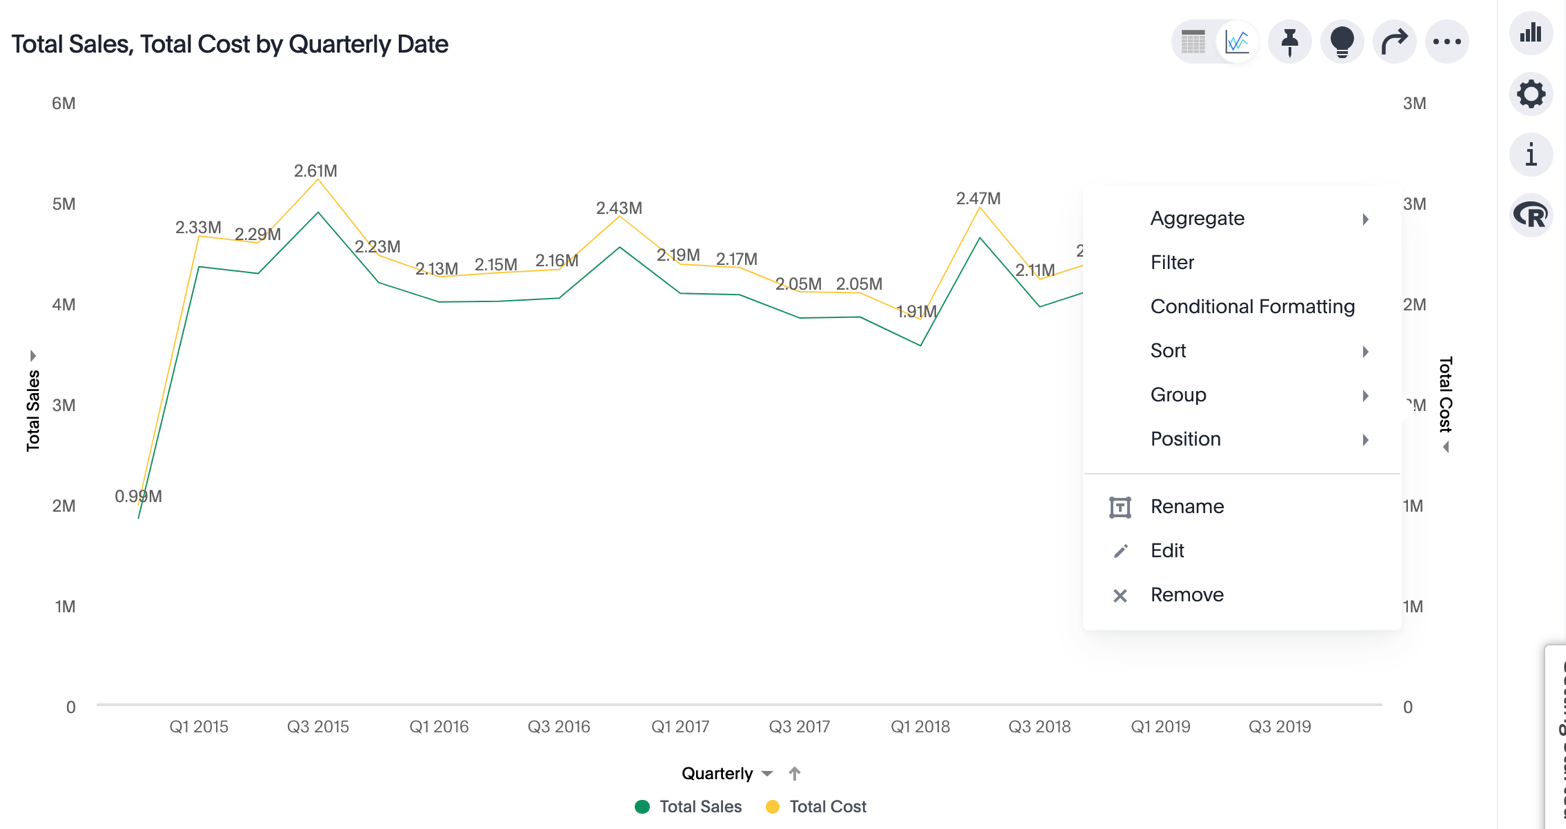 Total Sales, Total Cost by Quarterly Date
6M
5M
4M
3M
2M
1M
0
Total Sales
2.61M
2.33M
2.29M
2.23M
2.13M
2.15M
2.16M
2.43M
2.19M
2.17M
2.05M
2.05M
1.91M
2.47M
2.11M
2
0.99M
Aggregate
Filter
Conditional Formatting
Sort
Group
Position
Rename
Edit
Remove
3M
3M
2M
M
1M
1M
0
Total Cost
i
R
Q1 2015
Q3 2015
Q1 2016
Q3 2016
Q1 2017
Q3 2017
Q1 2018
Q3 2018
Q1 2019
Q3 2019
Quarterly
Total Sales
Total Cost